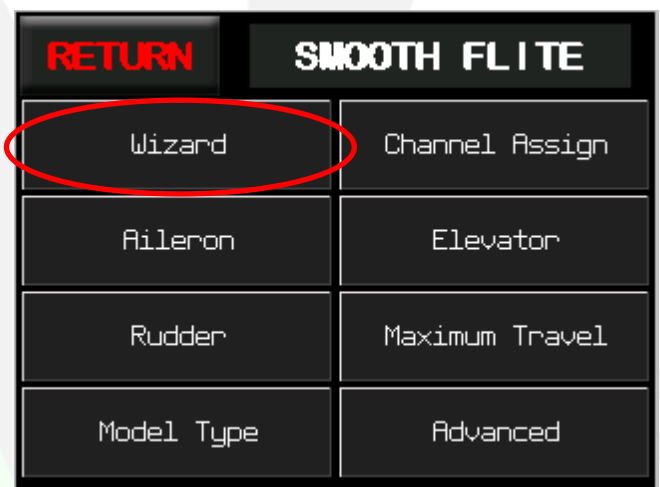 RETURN SMOOTH FLITE
Wizard Channel Assign
Aileron Elevator
Rudder Maximum Travel
Model Type Advanced